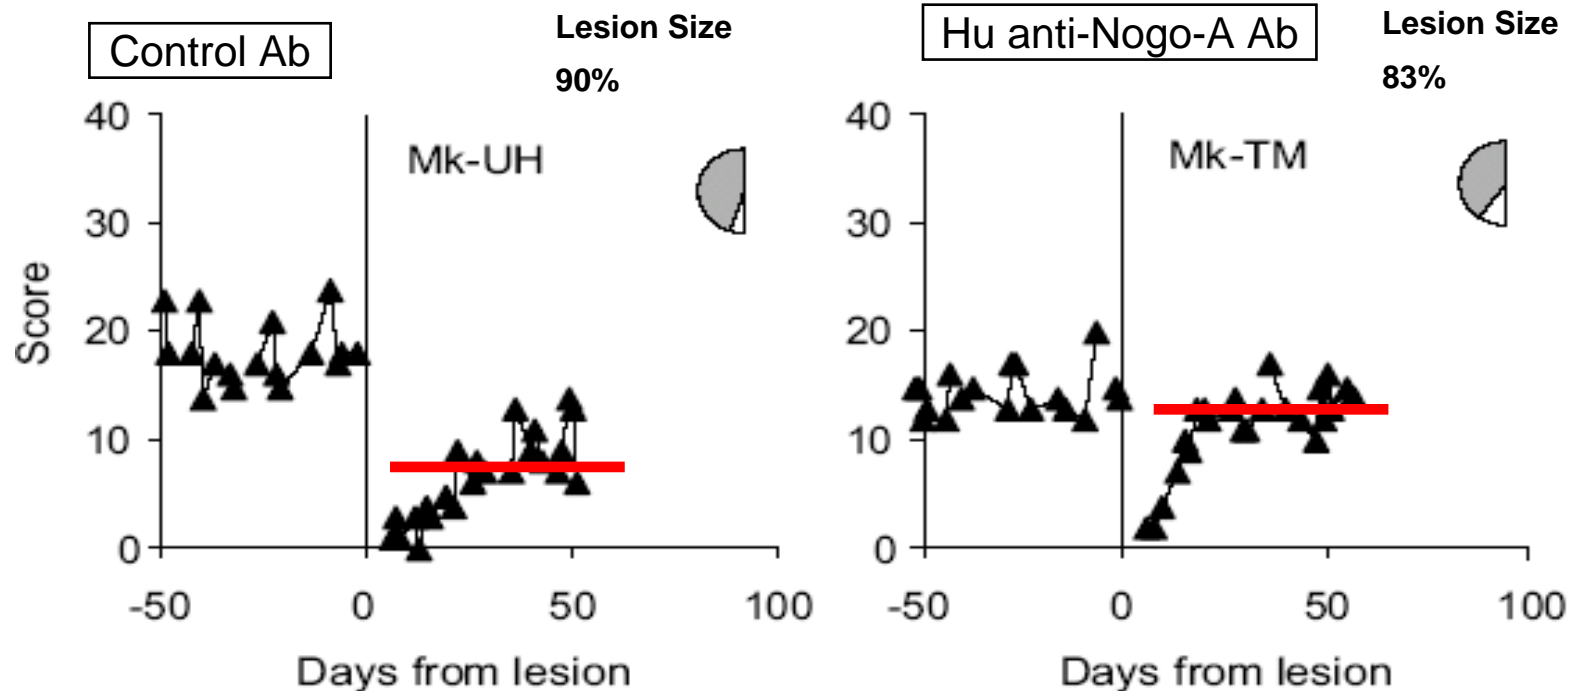 Control Ab
Lesion Size
90%
40
30
20
10
0
Score
Mk-UH
-50
0
50
100
Days from lesion
Hu anti-Nogo-A Ab
Lesion Size
83%
40
30
20
10
0
Mk-TM
-50
0
50
100
Days from lesion